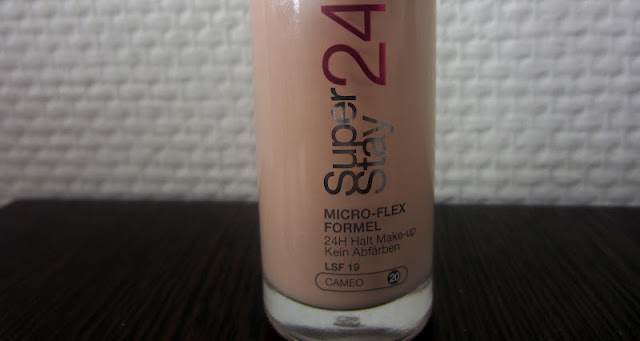 Super
Stay 24
MICRO-FLEX
FORMEL
24H Halt Make-up
Kein Abfärben
LSF 19
CAMEO 20